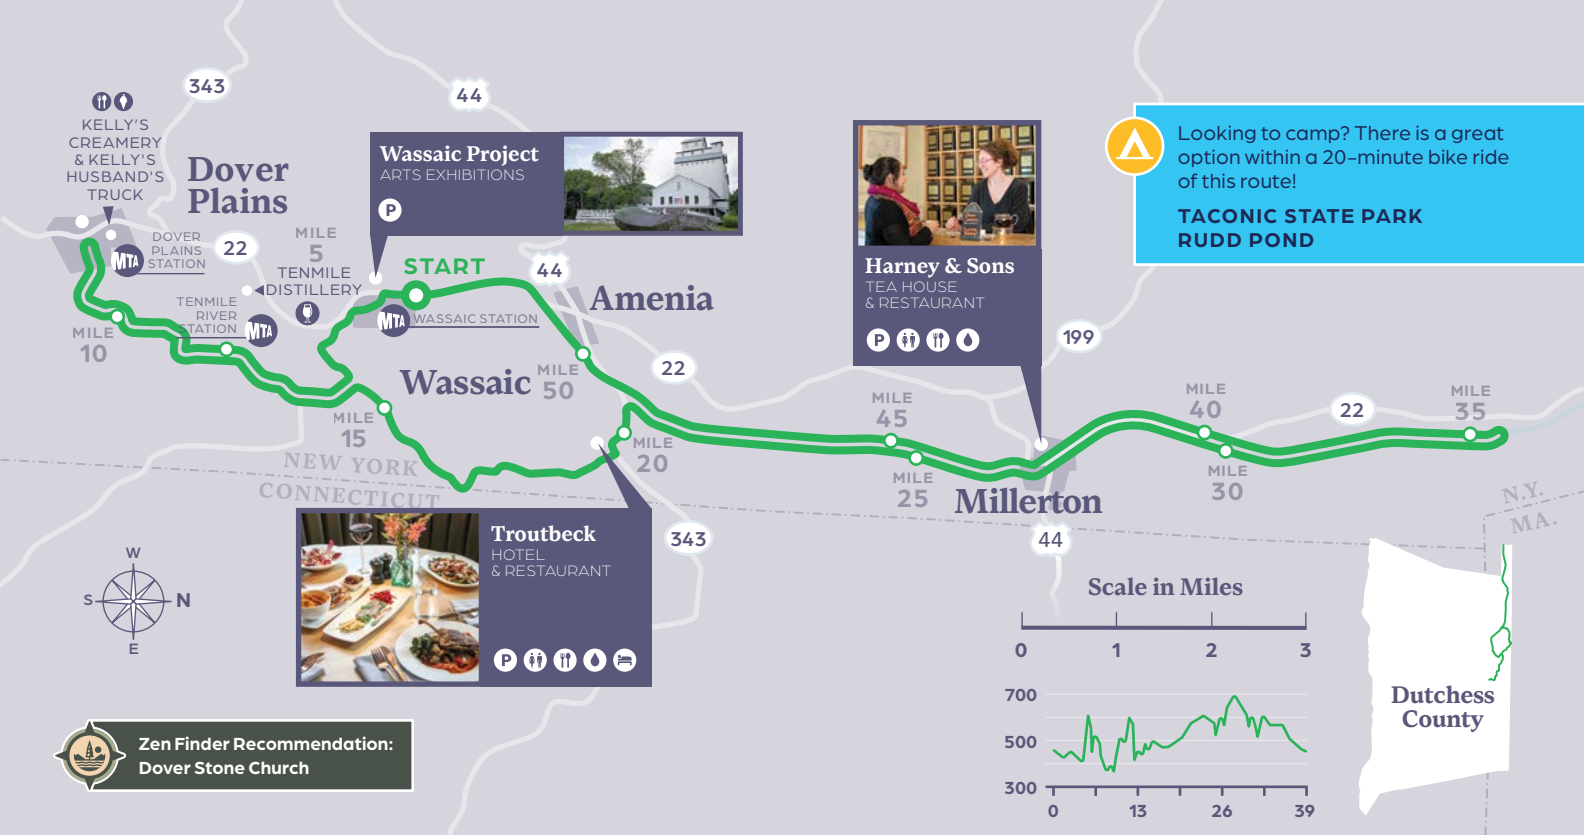 343
44
KELLY'S
CREAMERY
& KELLY'S
HUSBAND'S
TRUCK
Dover
Plains
Wassaic Project
ARTS EXHIBITIONS
P
Looking to camp? There is a great
option within a 20-minute bike ride
of this route!
TACONIC STATE PARK
RUDD POND
DOVER
PLAINS
STATION
MTA
22
MILE
5
TENMILE
DISTILLERY
START
44
Amenia
Harney & Sons
TEA HOUSE
& RESTAURANT
P
TENMILE
RIVER
STATION
MTA
MTA
WASSAIC STATION
MILE
10
199
Wassaic
MILE
50
22
MILE
15
MILE
20
MILE
45
MILE
25
MILE
40
MILE
30
22
MILE
35
NEW YORK
CONNECTICUT
Millerton
44
N.Y.
MA.
Troutbeck
HOTEL
& RESTAURANT
P
343
W
S
N
E
Scale in Miles
0 1 2 3
700
500
300
0 13 26 39
Dutchess
County
Zen Finder Recommendation:
Dover Stone Church